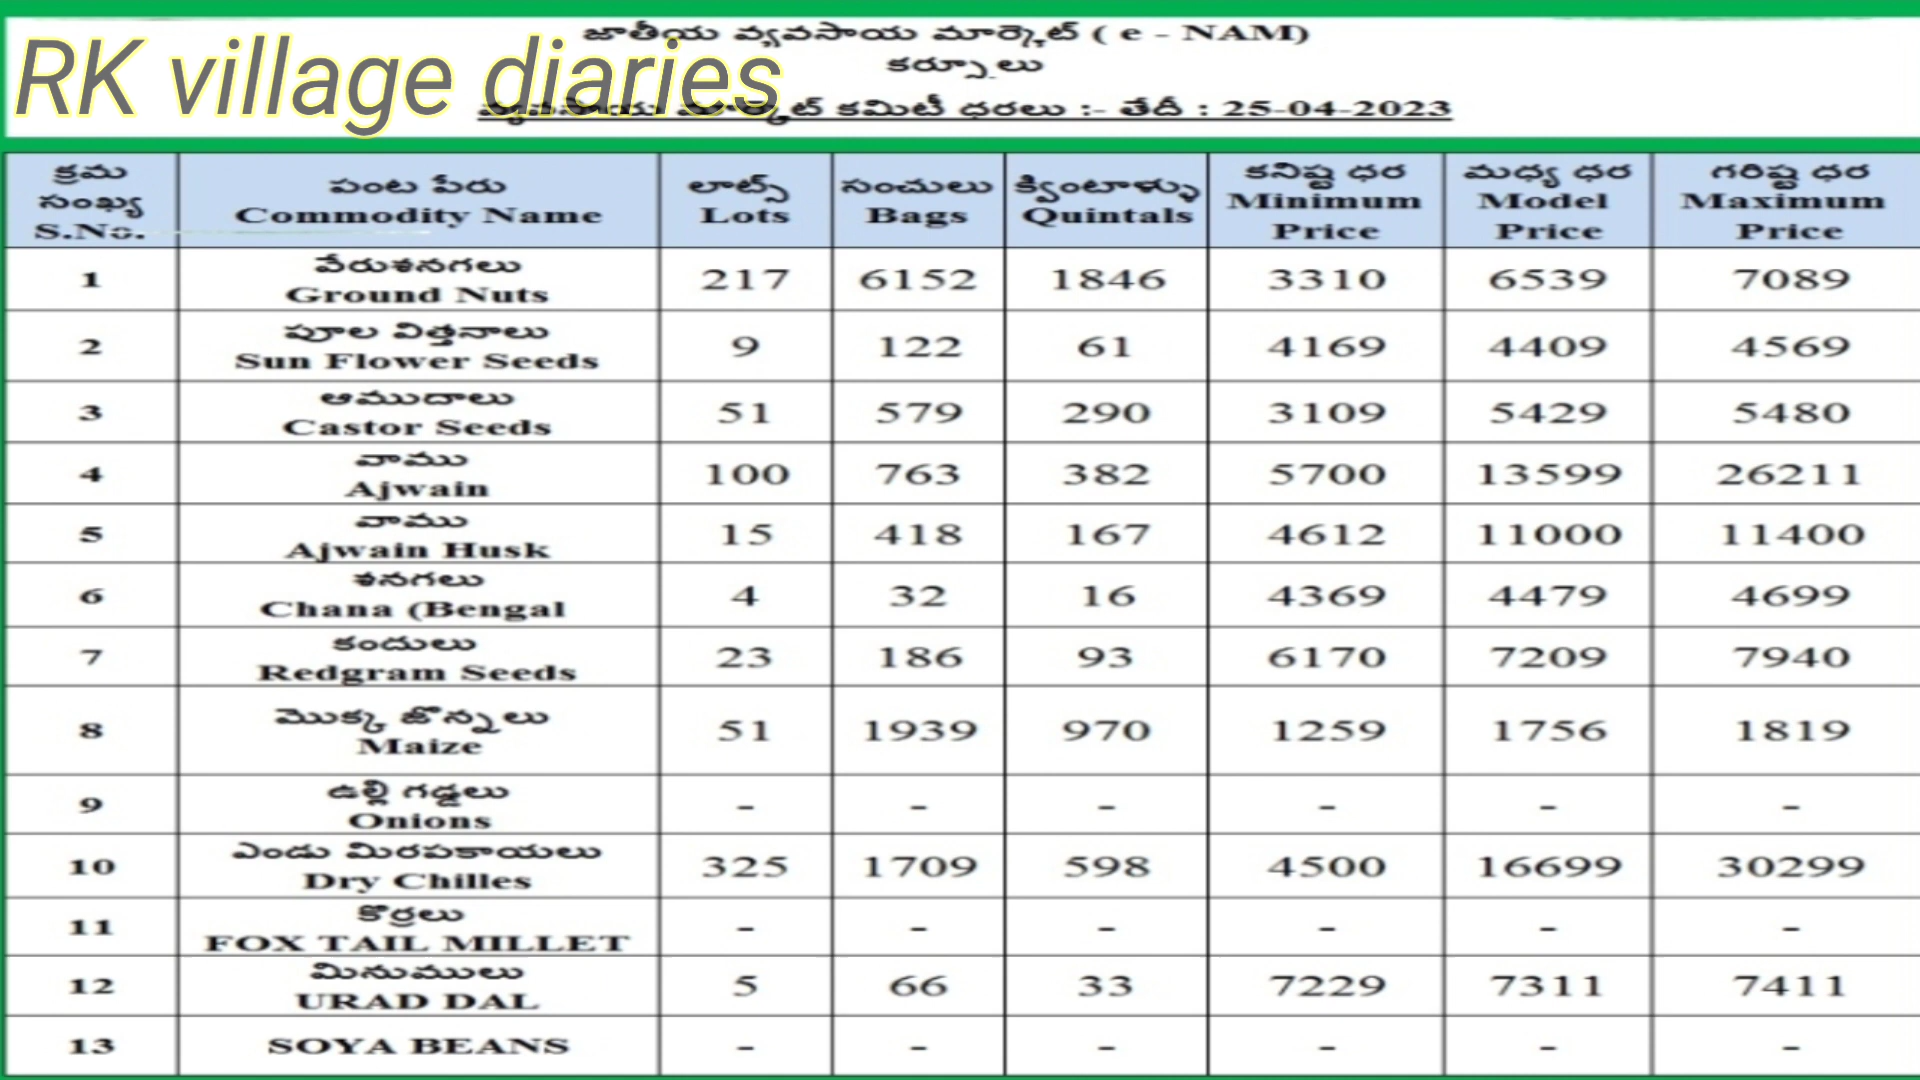 RK village diaries
జాతీయ వ్యవసాయ మార్కెట్ ( e - NAM)
కర్నూలు
వ్యవసాయ మార్కెట్ కమిటీ ధరలు :- తేదీ : 25-04-2023
క్రమ సంఖ్య S.No. పంట పేరు Commodity Name లాట్స్ Lots సంచులు Bags క్వింటాళ్ళు Quintals కనిష్ట ధర Minimum Price మధ్య ధర Model Price గరిష్ట ధర Maximum Price
1 వేరుశనగలు Ground Nuts 217 6152 1846 3310 6539 7089
2 పూల విత్తనాలు Sun Flower Seeds 9 122 61 4169 4409 4569
3 ఆముదాలు Castor Seeds 51 579 290 3109 5429 5480
4 వాము Ajwain 100 763 382 5700 13599 26211
5 వాము Ajwain Husk 15 418 167 4612 11000 11400
6 శనగలు Chana (Bengal 4 32 16 4369 4479 4699
7 కందులు Redgram Seeds 23 186 93 6170 7209 7940
8 మొక్క జొన్నలు Maize 51 1939 970 1259 1756 1819
9 ఉల్లి గడ్డలు Onions - - - - - -
10 ఎండు మిరపకాయలు Dry Chilles 325 1709 598 4500 16699 30299
11 కొర్రలు FOX TAIL MILLET - - - - - -
12 మినుములు URAD DAL 5 66 33 7229 7311 7411
13 SOYA BEANS - - - - - -